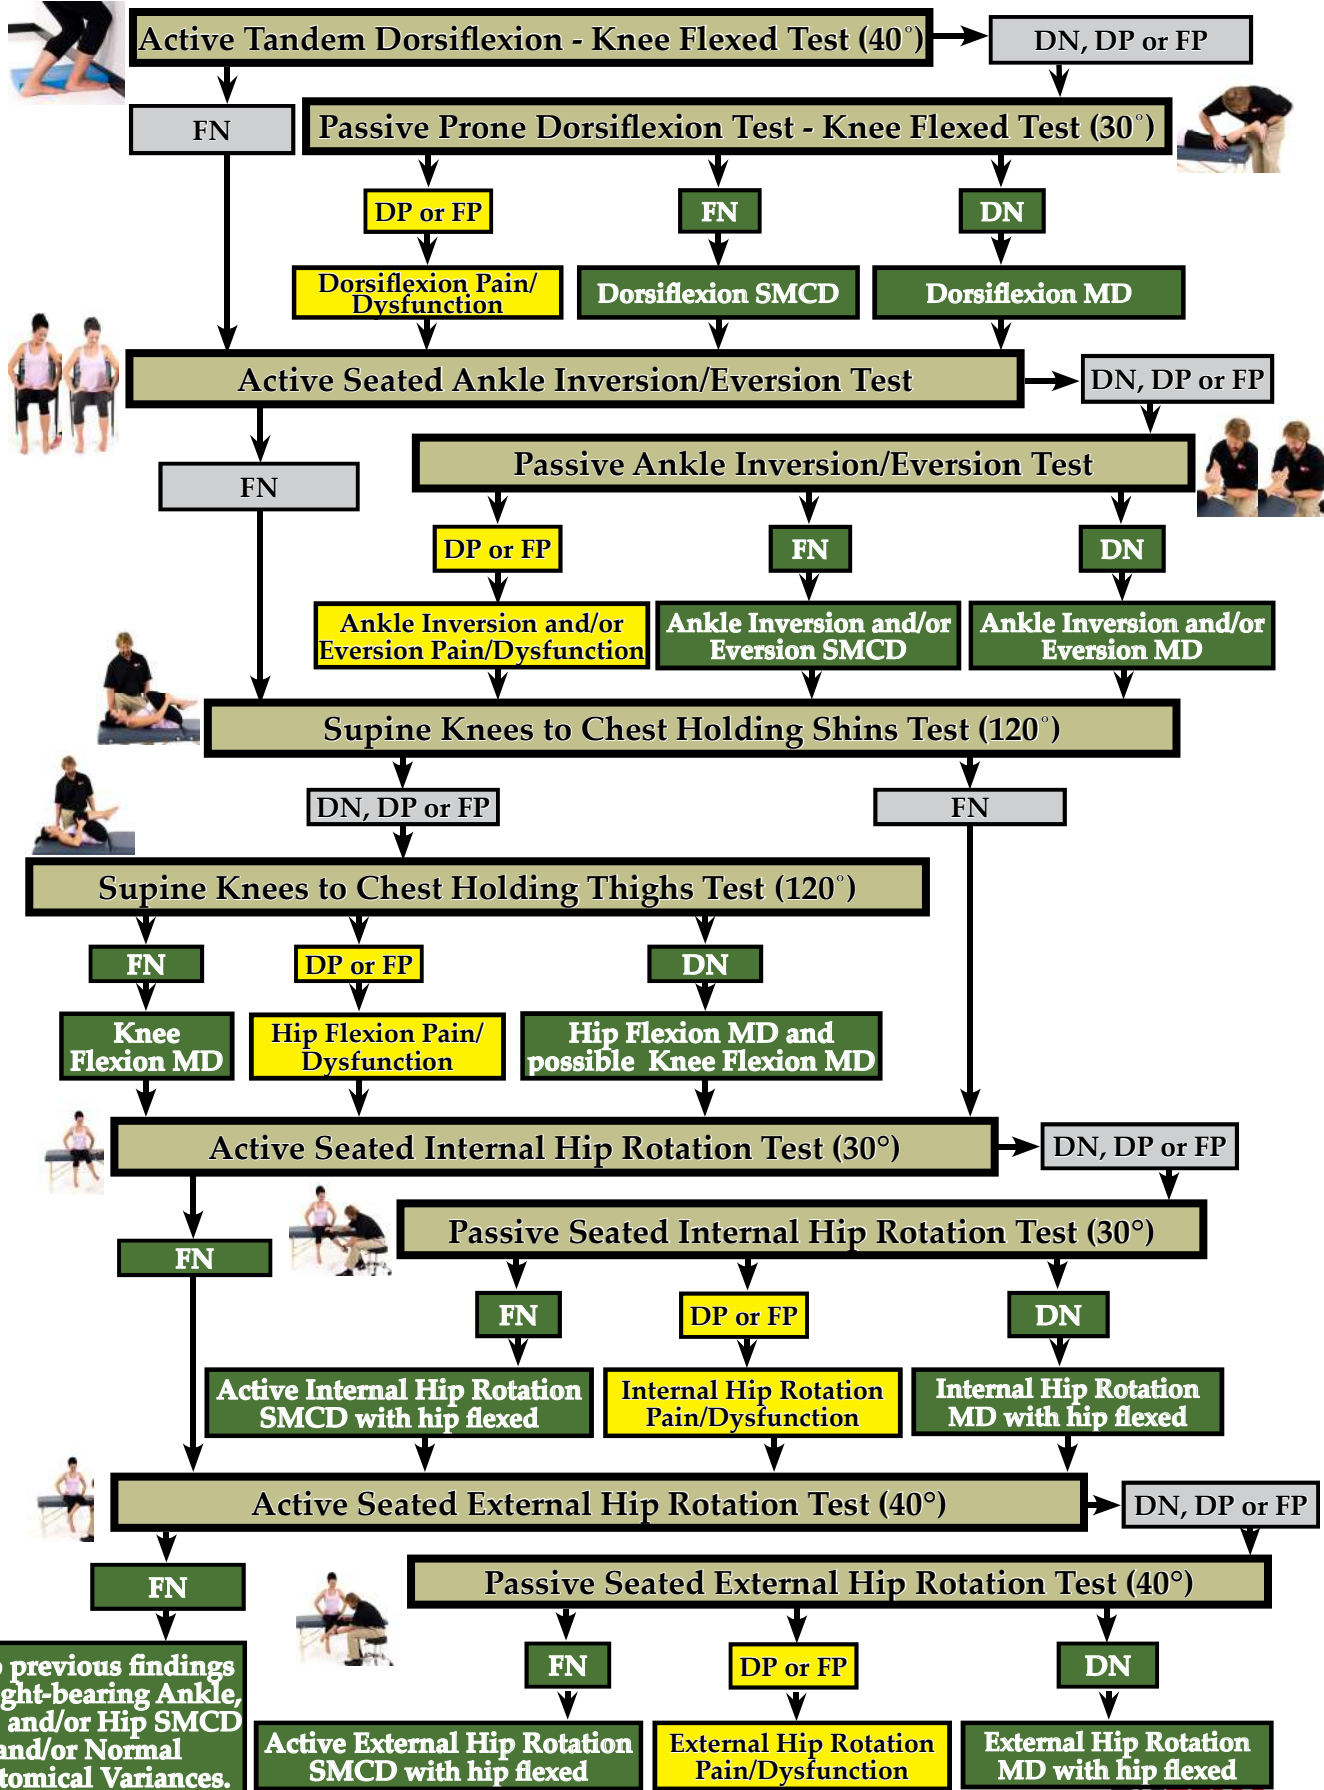 Active Tandem Dorsiflexion - Knee Flexed Test (40°)
DN, DP or FP
FN
Passive Prone Dorsiflexion Test - Knee Flexed Test (30°)
DP or FP
FN
DN
Dorsiflexion Pain/
Dysfunction
Dorsiflexion SMCD
Dorsiflexion MD
Active Seated Ankle Inversion/Eversion Test
DN, DP or FP
FN
Passive Ankle Inversion/Eversion Test
DP or FP
FN
DN
Ankle Inversion and/or
Eversion Pain/Dysfunction
Ankle Inversion and/or
Eversion SMCD
Ankle Inversion and/or
Eversion MD
Supine Knees to Chest Holding Shins Test (120°)
DN, DP or FP
FN
Supine Knees to Chest Holding Thighs Test (120°)
FN
DP or FP
DN
Knee
Flexion MD
Hip Flexion Pain/
Dysfunction
Hip Flexion MD and
possible Knee Flexion MD
Active Seated Internal Hip Rotation Test (30°)
DN, DP or FP
FN
Passive Seated Internal Hip Rotation Test (30°)
FN
DP or FP
DN
Active Internal Hip Rotation
SMCD with hip flexed
Internal Hip Rotation
Pain/Dysfunction
Internal Hip Rotation
MD with hip flexed
Active Seated External Hip Rotation Test (40°)
DN, DP or FP
FN
Passive Seated External Hip Rotation Test (40°)
FN
DP or FP
DN
previous findings
ght-bearing Ankle,
and/or Hip SMCD
and/or Normal
tomical Variances.
Active External Hip Rotation
SMCD with hip flexed
External Hip Rotation
Pain/Dysfunction
External Hip Rotation
MD with hip flexed